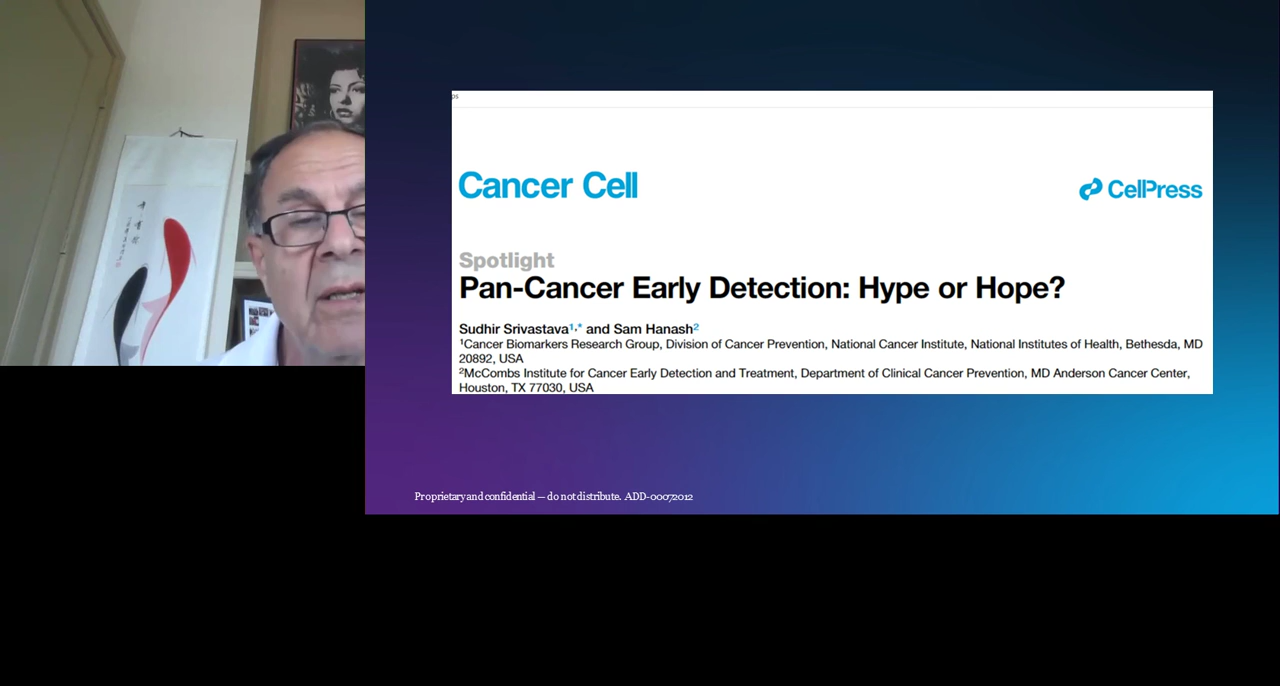 ps
Cancer Cell
CellPress
Spotlight
Pan-Cancer Early Detection: Hype or Hope?
Sudhir Srivastava1,* and Sam Hanash2
1Cancer Biomarkers Research Group, Division of Cancer Prevention, National Cancer Institute, National Institutes of Health, Bethesda, MD
20892, USA
2McCombs Institute for Cancer Early Detection and Treatment, Department of Clinical Cancer Prevention, MD Anderson Cancer Center,
Houston, TX 77030, USA
Proprietary and confidential — do not distribute. ADD-00072012